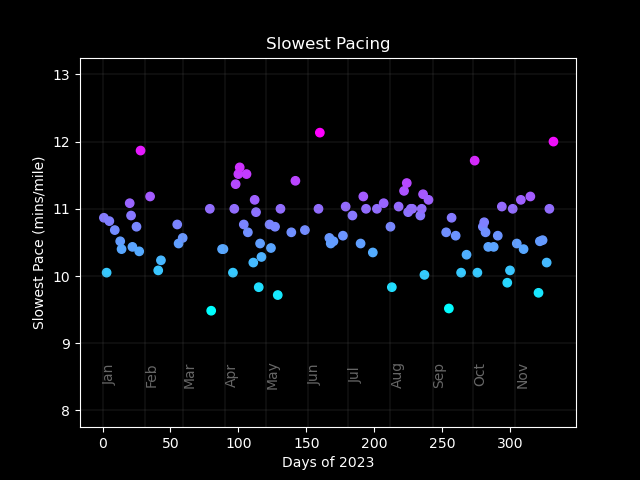 Slowest Pacing
Slowest Pace (mins/mile)
13
12
11
10
9
8
Jan
Feb
Mar
Apr
May
Jun
Jul
Aug
Sep
Oct
Nov
0
50
100
150
200
250
300
Days of 2023